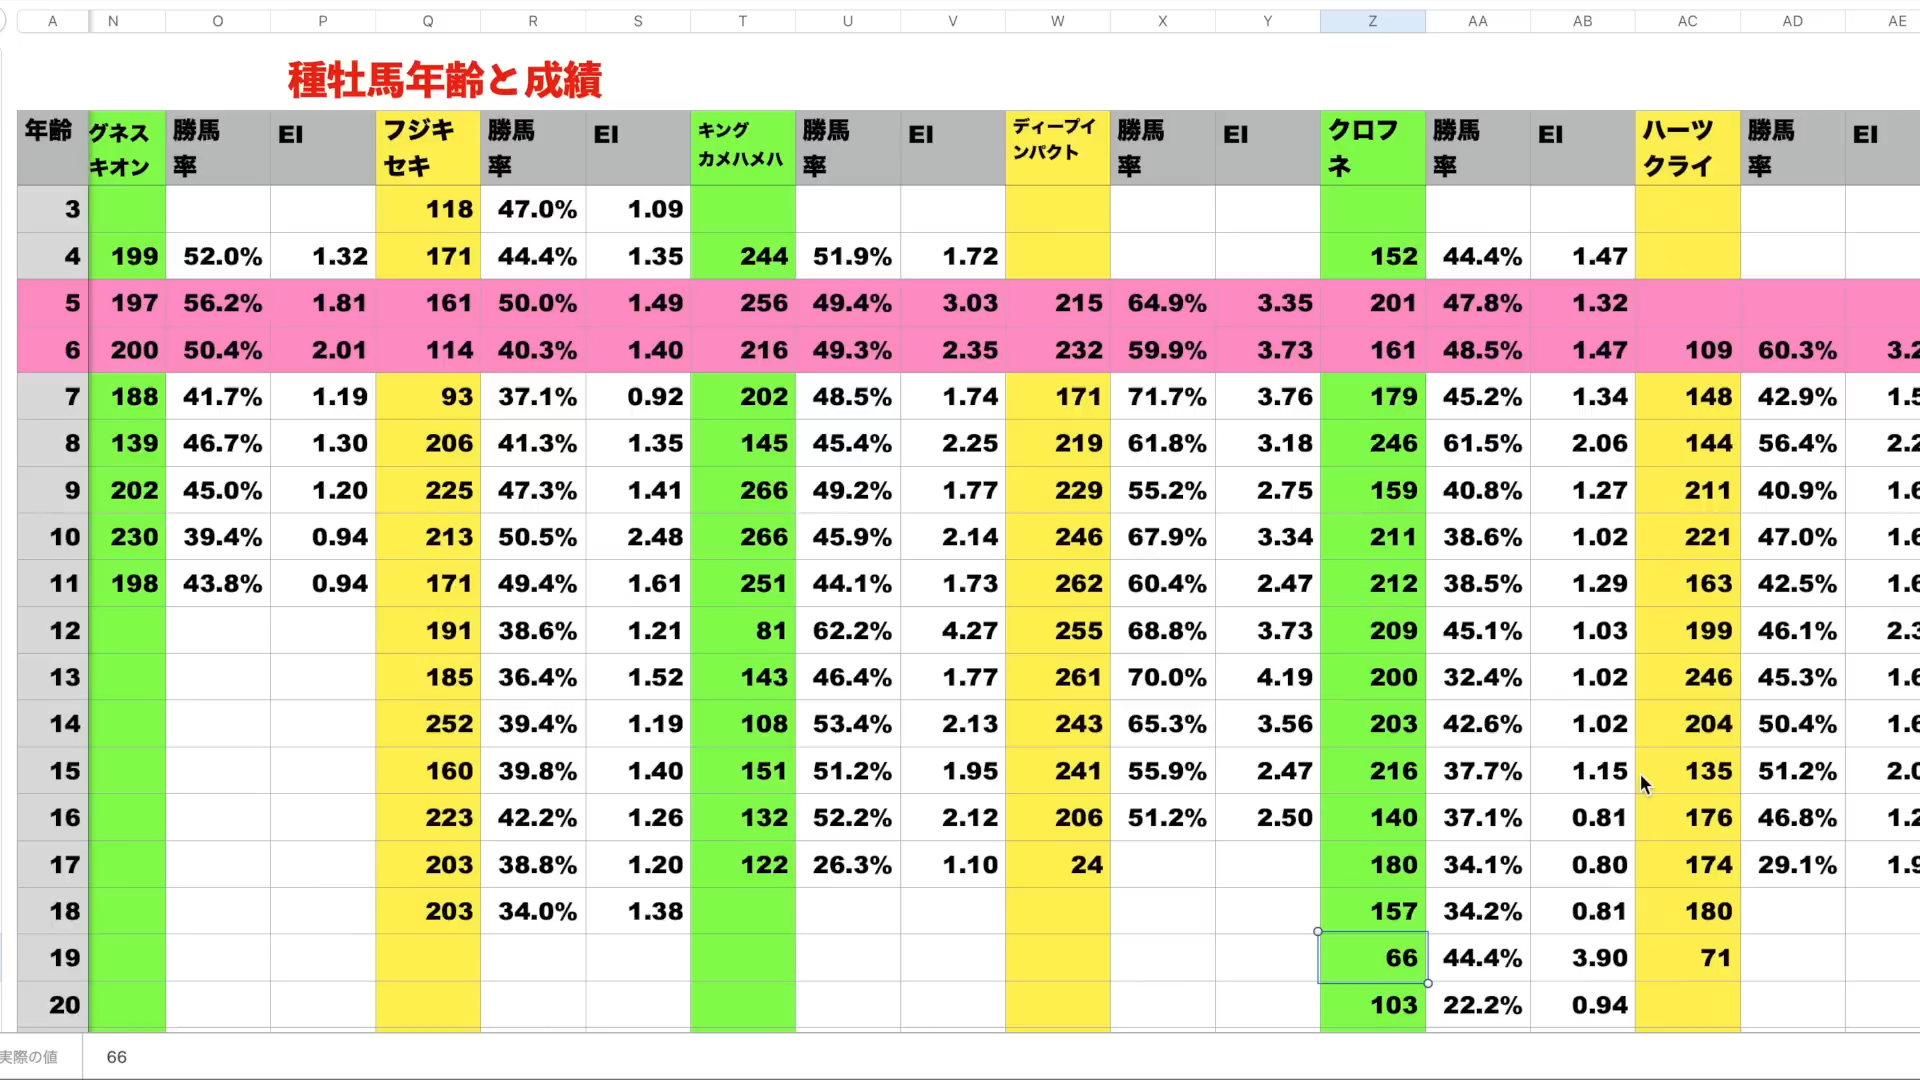 A N O P Q R S T U V W X Y Z AA AB AC AD AE
種牡馬年齢と成績
年齢 グネス 勝馬 EI フジキ 勝馬 EI キング 勝馬 EI ディープイ 勝馬 EI クロフ 勝馬 EI ハーツ 勝馬 EI
キオン 率 セキ 率 カメハメハ 率 ンパクト 率 ネ 率 クライ 率
3 118 47.0% 1.09
4 199 52.0% 1.32 171 44.4% 1.35 244 51.9% 1.72 152 44.4% 1.47
5 197 56.2% 1.81 161 50.0% 1.49 256 49.4% 3.03 215 64.9% 3.35 201 47.8% 1.32
6 200 50.4% 2.01 114 40.3% 1.40 216 49.3% 2.35 232 59.9% 3.73 161 48.5% 1.47 109 60.3% 3.2
7 188 41.7% 1.19 93 37.1% 0.92 202 48.5% 1.74 171 71.7% 3.76 179 45.2% 1.34 148 42.9% 1.5
8 139 46.7% 1.30 206 41.3% 1.35 145 45.4% 2.25 219 61.8% 3.18 246 61.5% 2.06 144 56.4% 2.2
9 202 45.0% 1.20 225 47.3% 1.41 266 49.2% 1.77 229 55.2% 2.75 159 40.8% 1.27 211 40.9% 1.6
10 230 39.4% 0.94 213 50.5% 2.48 266 45.9% 2.14 246 67.9% 3.34 211 38.6% 1.02 221 47.0% 1.6
11 198 43.8% 0.94 171 49.4% 1.61 251 44.1% 1.73 262 60.4% 2.47 212 38.5% 1.29 163 42.5% 1.6
12 191 38.6% 1.21 81 62.2% 4.27 255 68.8% 3.73 209 45.1% 1.03 199 46.1% 2.3
13 185 36.4% 1.52 143 46.4% 1.77 261 70.0% 4.19 200 32.4% 1.02 246 45.3% 1.6
14 252 39.4% 1.19 108 53.4% 2.13 243 65.3% 3.56 203 42.6% 1.02 204 50.4% 1.6
15 160 39.8% 1.40 151 51.2% 1.95 241 55.9% 2.47 216 37.7% 1.15 135 51.2% 2.0
16 223 42.2% 1.26 132 52.2% 2.12 206 51.2% 2.50 140 37.1% 0.81 176 46.8% 1.2
17 203 38.8% 1.20 122 26.3% 1.10 24 180 34.1% 0.80 174 29.1% 1.9
18 203 34.0% 1.38 157 34.2% 0.81 180
19 66 44.4% 3.90 71
20 103 22.2% 0.94
実際の値 66